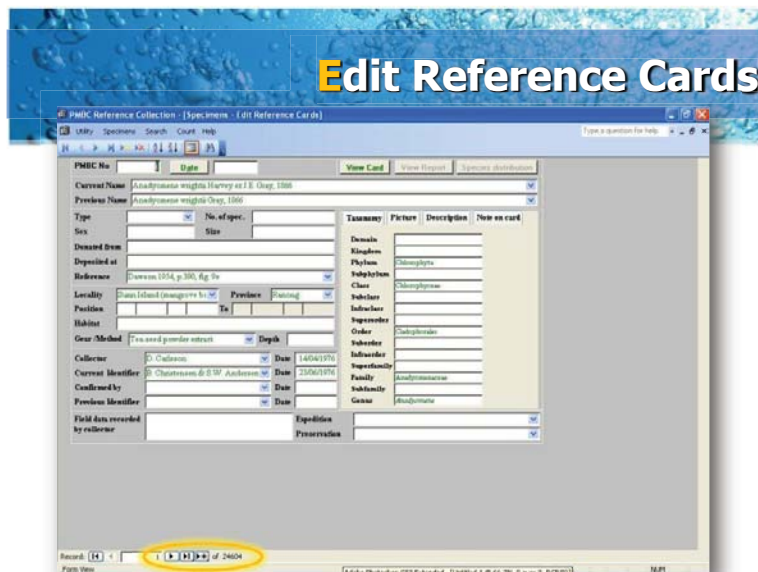 Edit Reference Cards
PMBC Reference Collection - [Specimens - Edit Reference Cards]
Utility Specimens Search Count Help Type a question for help
PMBC No Date View Card View Report Species distribution
Current Name Anadyomene wrightii Harvey ex J.E. Gray, 1866
Previous Name Anadyomene wrightii Gray, 1866
Type No. of spec. Taxonomy Picture Description Note on card
Sex Size
Domain
Donated from Kingdom
Deposited at Phylum Chlorophyta
Reference Dawson 1954, p.390, fig. 9e Subphylum
Class Chlorophyceae
Locality Island (mangrove Province Ranong Subclass
Position To Infraclass
Habitat Superorder
Gear /Method Tea seed powder extract Depth Order Cladophorales
Suborder
Collector D. Carlsson Date 14/04/1976 Infraorder
Current Identifier B. Christensen & S.W. Andersen Date 23/06/1976 Superfamily
Confirmed by Date Family Anadyomenaceae
Previous Identifier Date Subfamily
Genus Anadyomene
Field data recorded by collector Expedition
Preservation
Record: 1 of 24604
Form View NUM